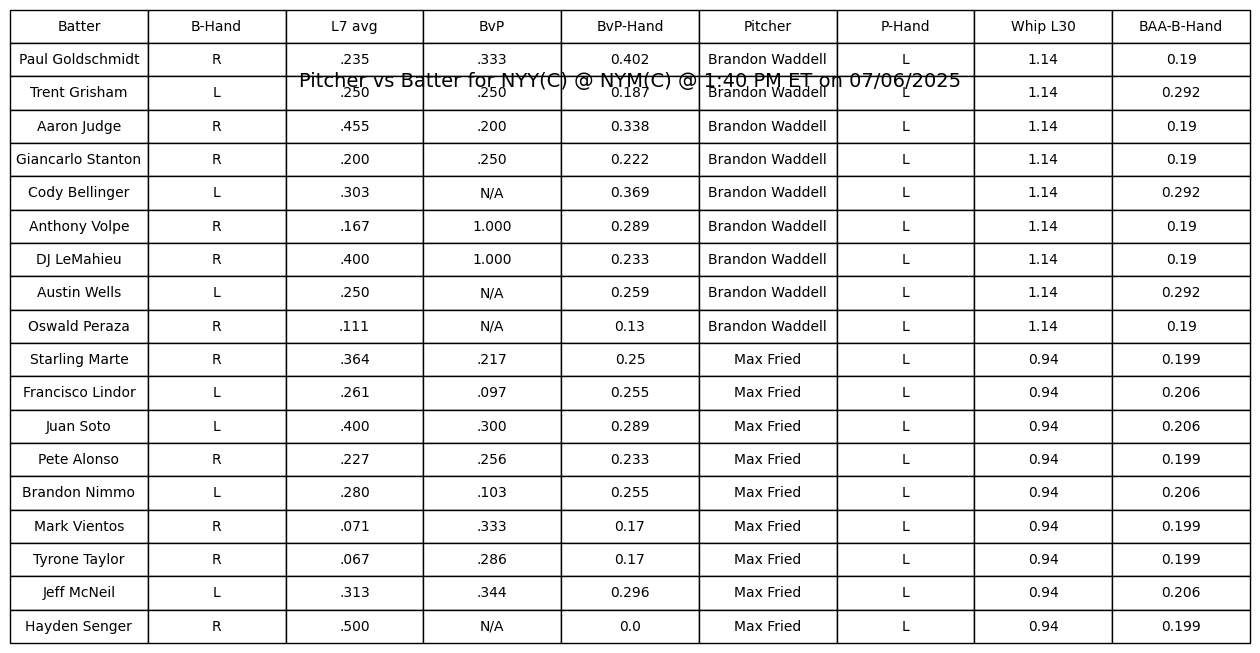 Batter B-Hand L7 avg BvP BvP-Hand Pitcher P-Hand Whip L30 BAA-B-Hand
Paul Goldschmidt R .235 .333 0.402 Brandon Waddell L 1.14 0.19
Pitcher vs Batter for NYY(C) @ NYM(C) @ 1:40 PM ET on 07/06/2025
Trent Grisham L .250 .250 0.187 Brandon Waddell L 1.14 0.292
Aaron Judge R .455 .200 0.338 Brandon Waddell L 1.14 0.19
Giancarlo Stanton R .200 .250 0.222 Brandon Waddell L 1.14 0.19
Cody Bellinger L .303 N/A 0.369 Brandon Waddell L 1.14 0.292
Anthony Volpe R .167 1.000 0.289 Brandon Waddell L 1.14 0.19
DJ LeMahieu R .400 1.000 0.233 Brandon Waddell L 1.14 0.19
Austin Wells L .250 N/A 0.259 Brandon Waddell L 1.14 0.292
Oswald Peraza R .111 N/A 0.13 Brandon Waddell L 1.14 0.19
Starling Marte R .364 .217 0.25 Max Fried L 0.94 0.199
Francisco Lindor L .261 .097 0.255 Max Fried L 0.94 0.206
Juan Soto L .400 .300 0.289 Max Fried L 0.94 0.206
Pete Alonso R .227 .256 0.233 Max Fried L 0.94 0.199
Brandon Nimmo L .280 .103 0.255 Max Fried L 0.94 0.206
Mark Vientos R .071 .333 0.17 Max Fried L 0.94 0.199
Tyrone Taylor R .067 .286 0.17 Max Fried L 0.94 0.199
Jeff McNeil L .313 .344 0.296 Max Fried L 0.94 0.206
Hayden Senger R .500 N/A 0.0 Max Fried L 0.94 0.199